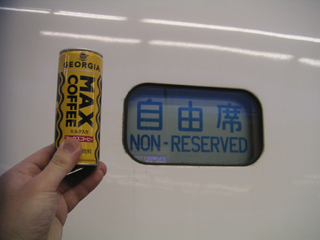 GEORGIA
MAX
COFFEE
自由席
NON-RESERVED